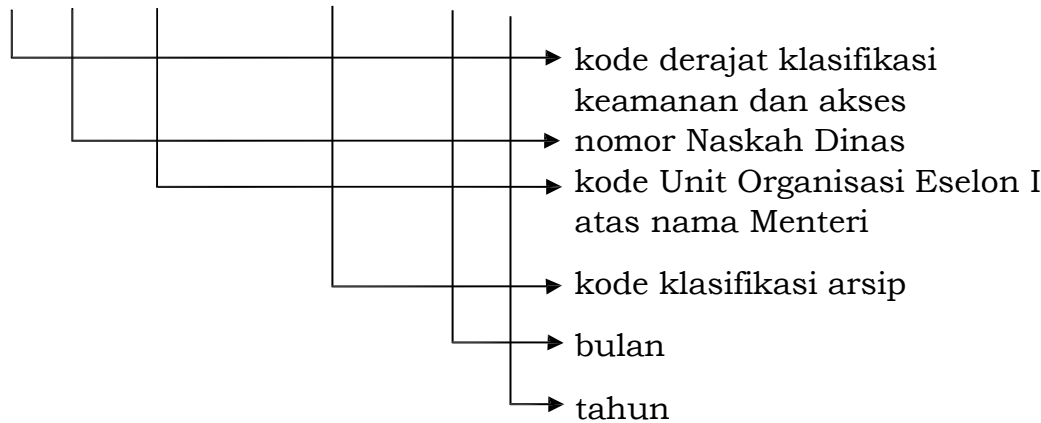 kode derajat klasifikasi
keamanan dan akses
nomor Naskah Dinas
kode Unit Organisasi Eselon I
atas nama Menteri
kode klasifikasi arsip
bulan
tahun